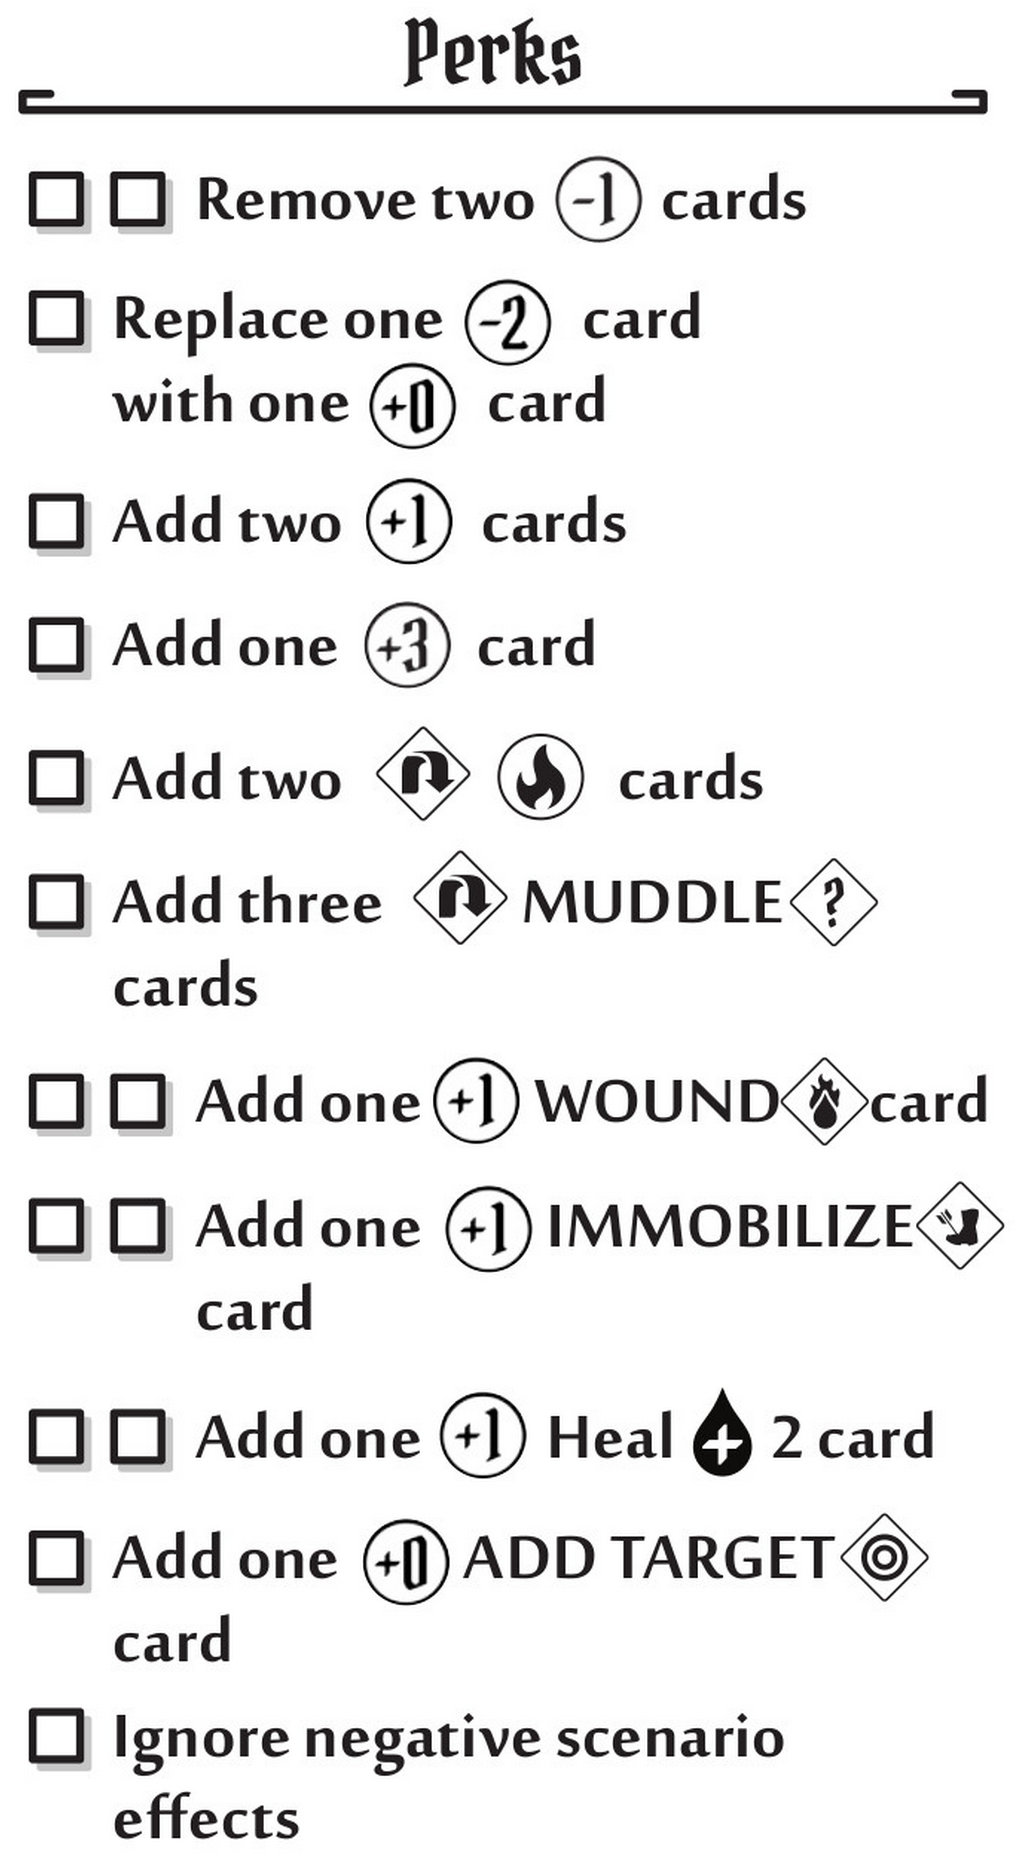 Perks
Remove two -1 cards
Replace one -2 card
with one +0 card
Add two +1 cards
Add one +3 card
Add two cards
Add three MUDDLE ?
cards
Add one +1 WOUND card
Add one +1 IMMOBILIZE
card
Add one +1 Heal + 2 card
Add one +0 ADD TARGET
card
Ignore negative scenario
effects